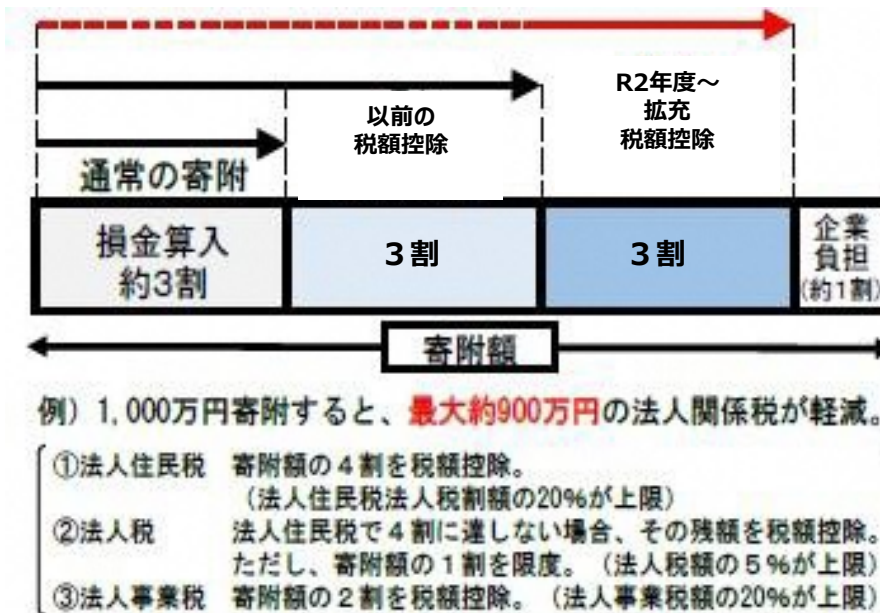 以前の
税額控除
R2年度～
拡充
税額控除
通常の寄附
損金算入
約3割
3割
3割
企業
負担
(約1割)
寄附額
例) 1,000万円寄附すると、最大約900万円の法人関係税が軽減。
①法人住民税 寄附額の4割を税額控除。
(法人住民税法人税割額の20%が上限)
②法人税 法人住民税で4割に達しない場合、その残額を税額控除。
ただし、寄附額の1割を限度。(法人税額の5%が上限)
③法人事業税 寄附額の2割を税額控除。(法人事業税額の20%が上限)